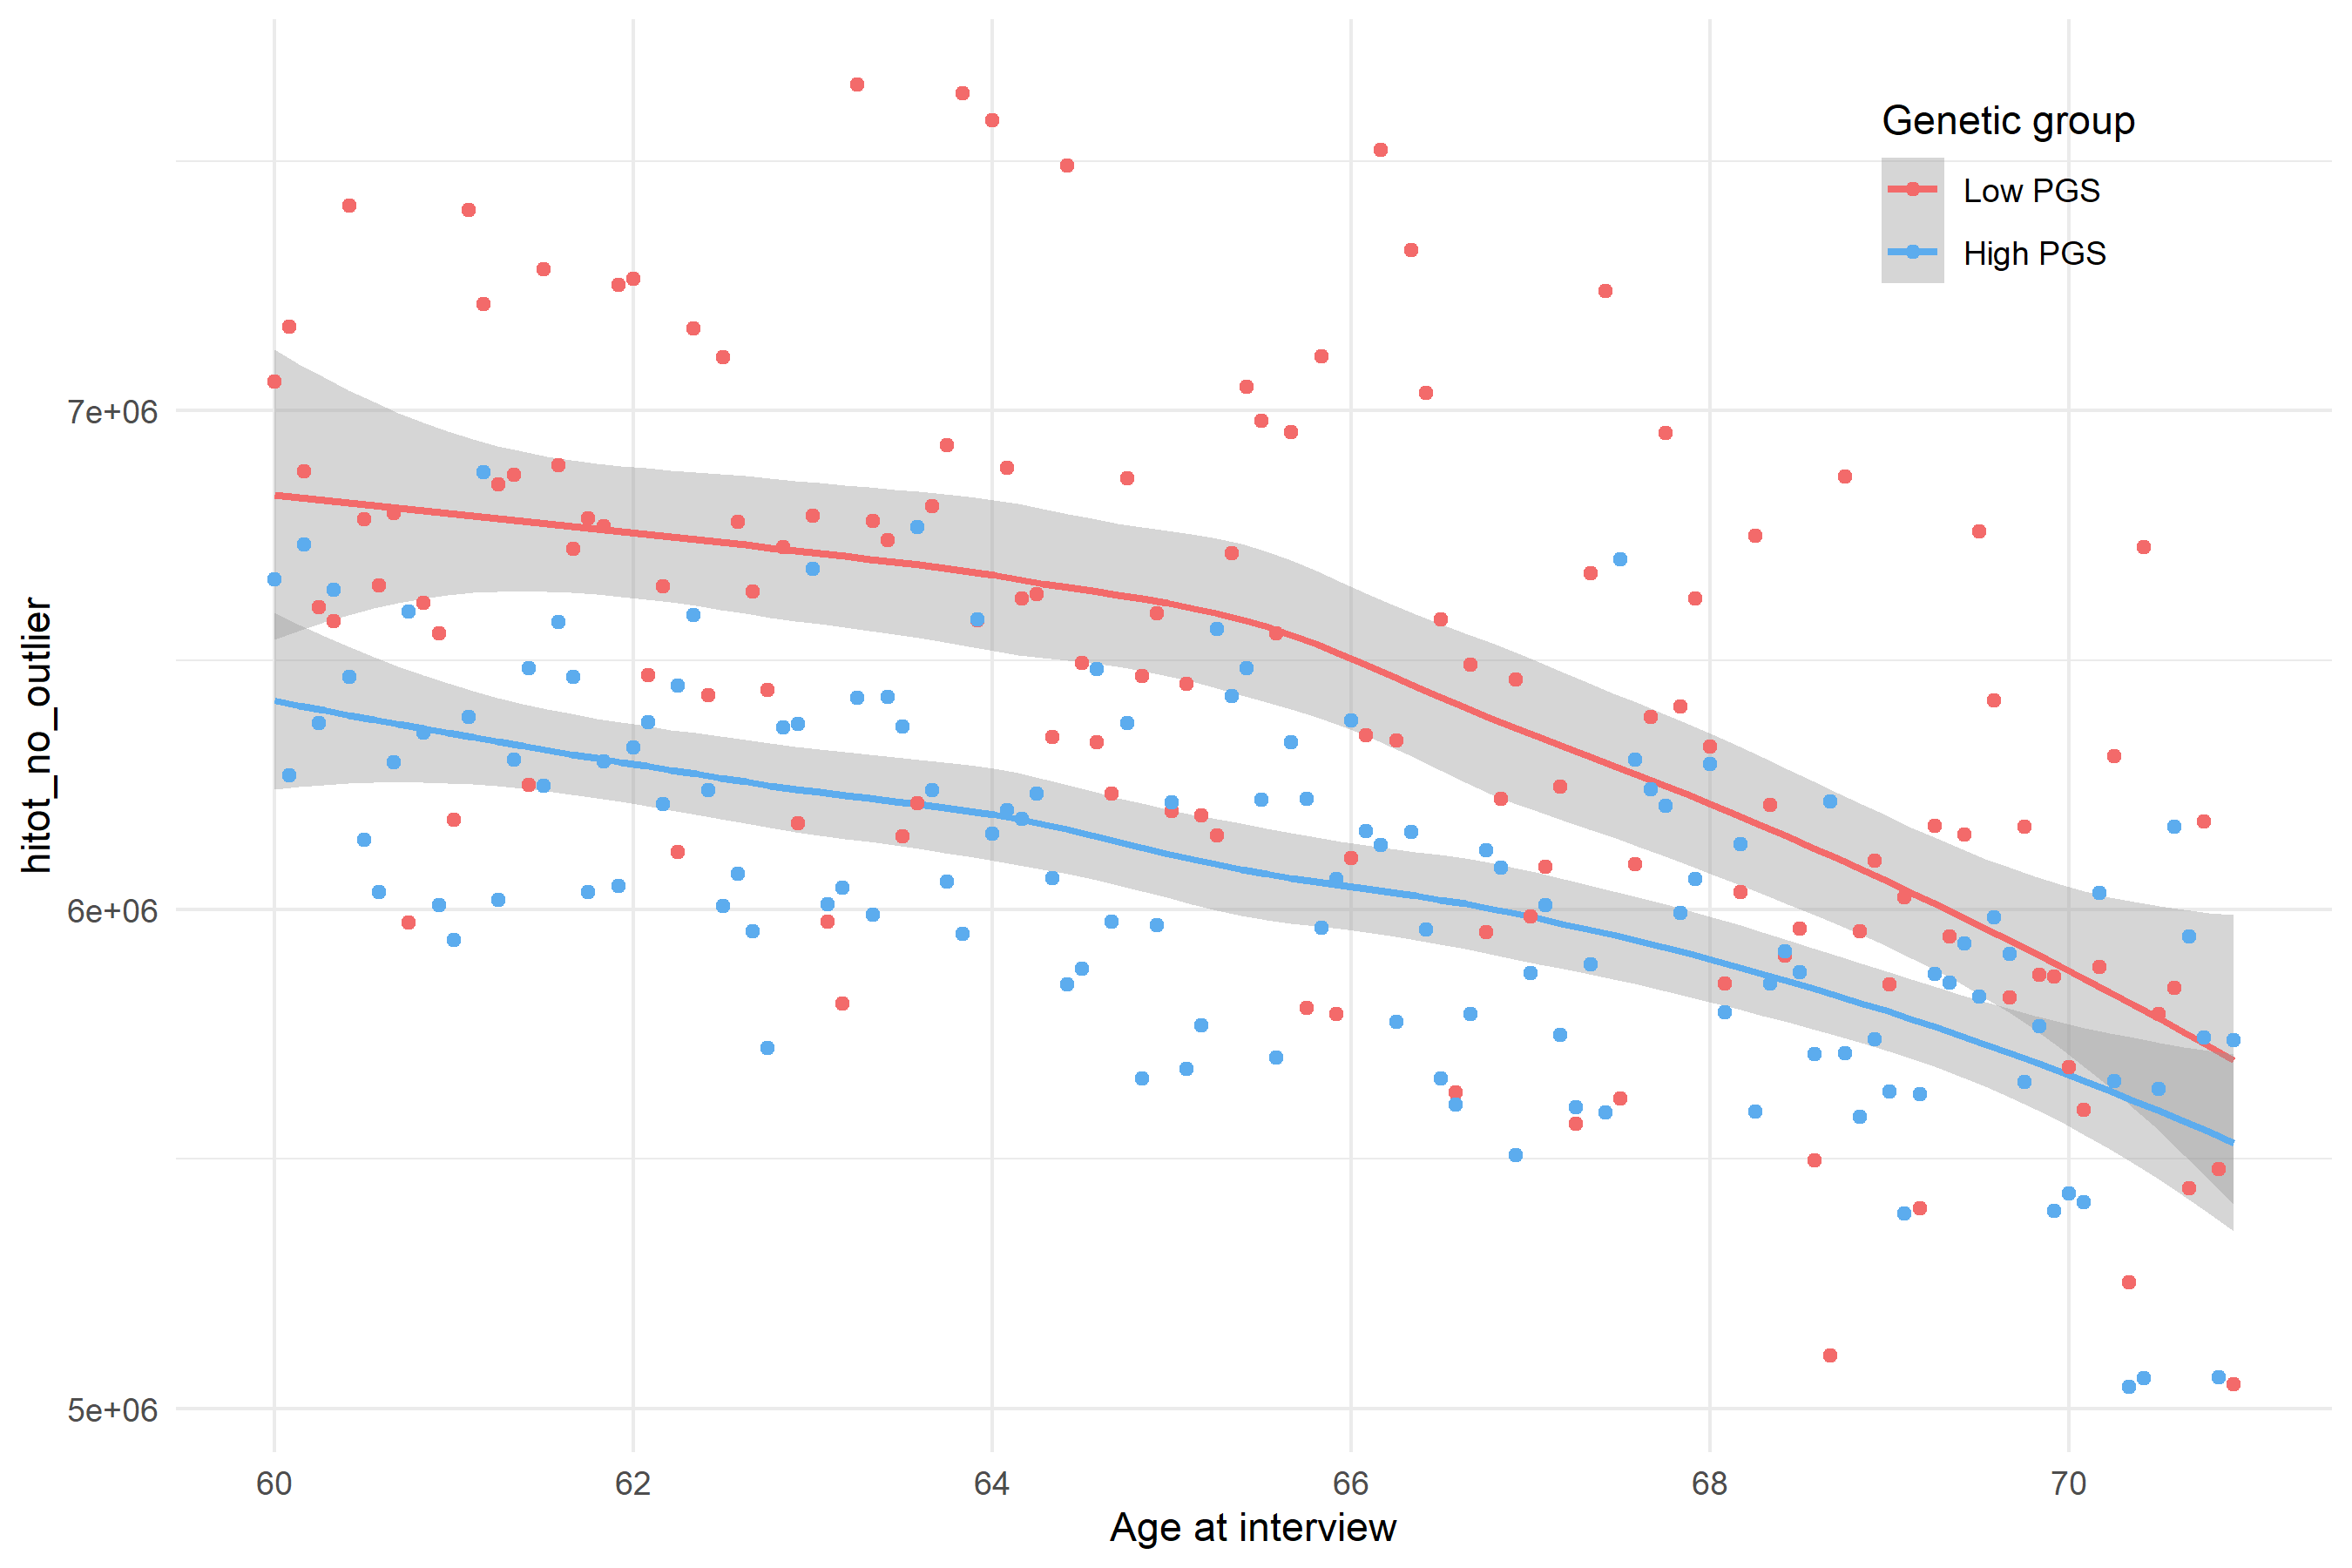 Genetic group
Low PGS
High PGS
7e+06
6e+06
5e+06
hitot_no_outlier
60 62 64 66 68 70
Age at interview